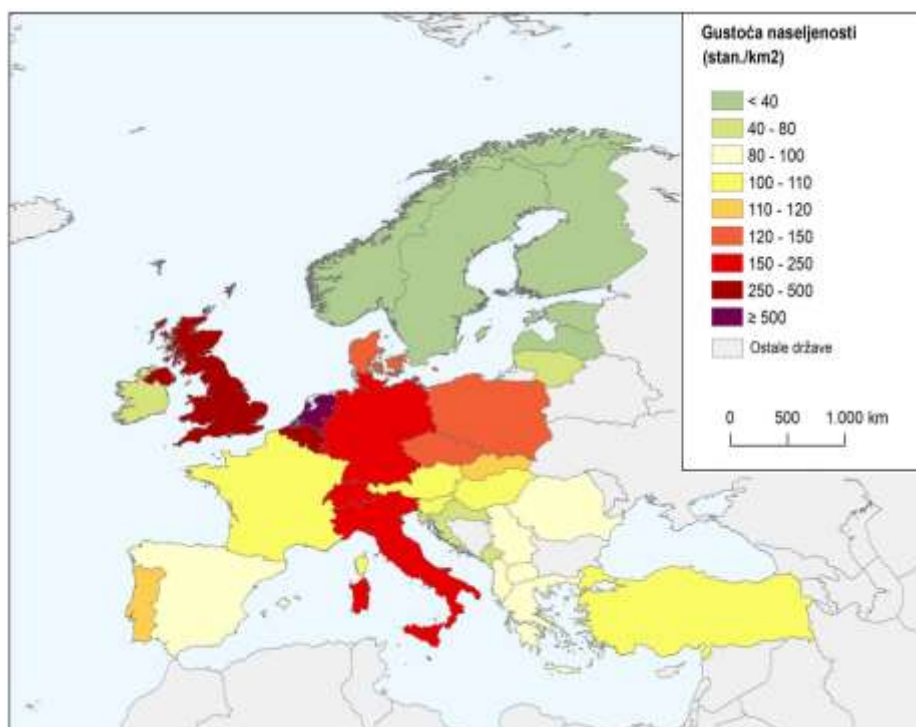 Gustoća naseljenosti
(stan./km2)
< 40
40 - 80
80 - 100
100 - 110
110 - 120
120 - 150
150 - 250
250 - 500
≥ 500
Ostale države
0 500 1.000 km